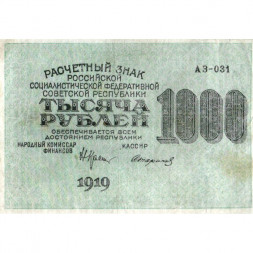 РАСЧЕТНЫЙ ЗНАК
РОССИЙСКОЙ
СОЦИАЛИСТИЧЕСКОЙ ФЕДЕРАТИВНОЙ
СОВЕТСКОЙ РЕСПУБЛИКИ
АЗ-031
ТЫСЯЧА
РУБЛЕЙ
1000
ОБЕСПЕЧИВАЕТСЯ ВСЕМ
ДОСТОЯНИЕМ РЕСПУБЛИКИ
НАРОДНЫЙ КОМИССАР
ФИНАНСОВ
КАССИР
1919